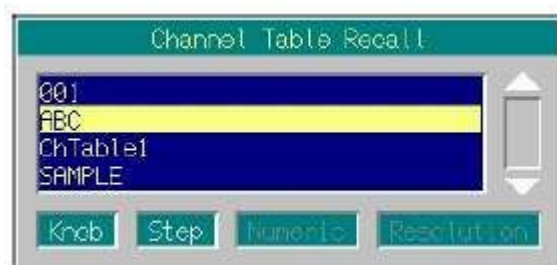 Channel Table Recall
001
ABC
ChTable1
SAMPLE
Knob Step Numeric Resolution